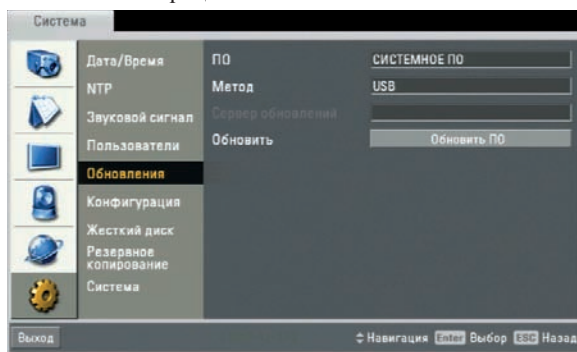 Система
Дата/Время
NTP
Звуковой сигнал
Пользователи
Обновления
Конфигурация
Жесткий диск
Резервное
копирование
Система
ПО СИСТЕМНОЕ ПО
Метод USB
Сервер обновлений
Обновить Обновить ПО
Выход
Навигация Enter Выбор ESC Назад